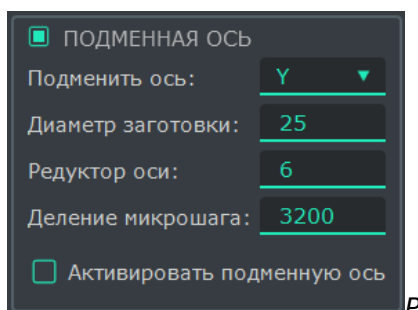 ПОДМЕННАЯ ОСЬ
Подменить ось: Y
Диаметр заготовки: 25
Редуктор оси: 6
Деление микрошага: 3200
Активировать подменную ось